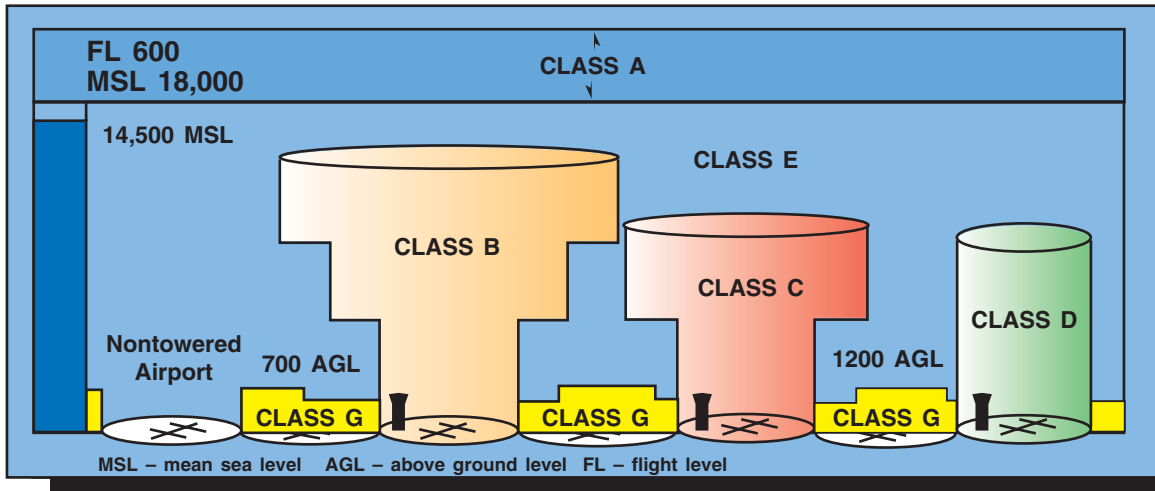 FL 600
MSL 18,000
CLASS A
14,500 MSL
CLASS E
CLASS B
CLASS C
CLASS D
Nontowered
Airport
700 AGL
1200 AGL
CLASS G
CLASS G
CLASS G
MSL – mean sea level AGL – above ground level FL – flight level